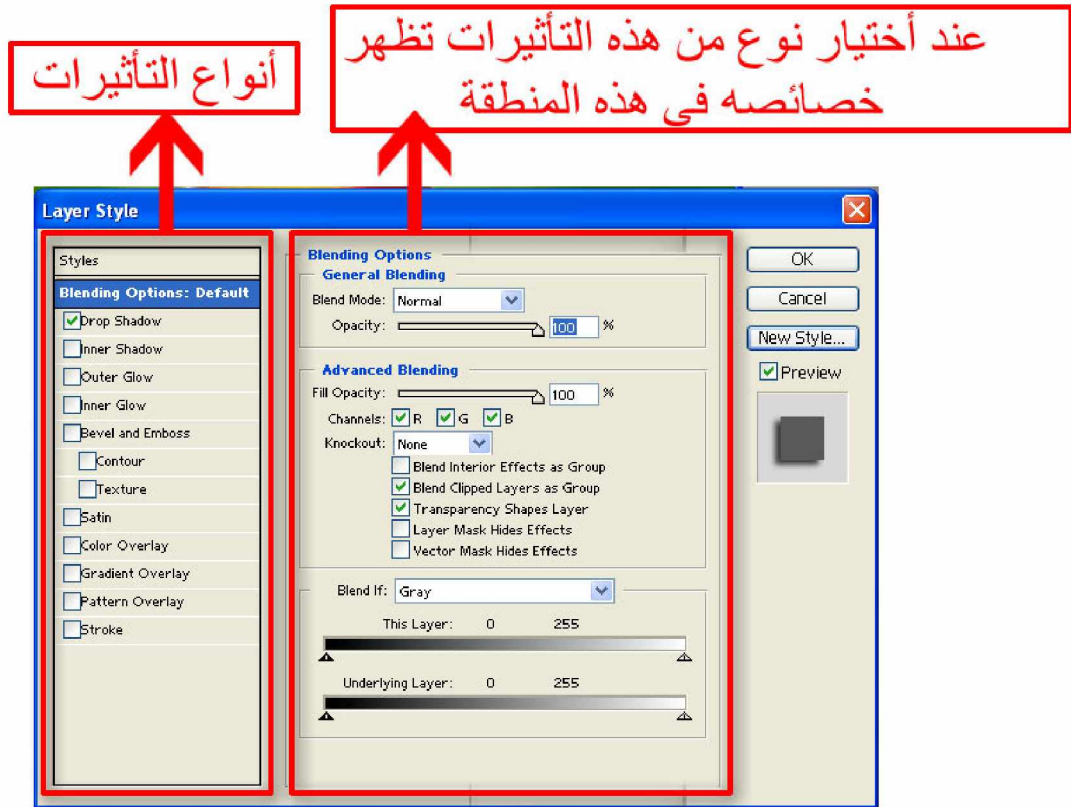 عند أختيار نوع من هذه التأثيرات تظهر
خصائصه فى هذه المنطقة
أنواع التأثيرات
Layer Style
Styles
Blending Options: Default
Drop Shadow
Inner Shadow
Outer Glow
Inner Glow
Bevel and Emboss
Contour
Texture
Satin
Color Overlay
Gradient Overlay
Pattern Overlay
Stroke
Blending Options
General Blending
Blend Mode: Normal
Opacity: 100 %
Advanced Blending
Fill Opacity: 100 %
Channels: R G B
Knockout: None
Blend Interior Effects as Group
Blend Clipped Layers as Group
Transparency Shapes Layer
Layer Mask Hides Effects
Vector Mask Hides Effects
Blend If: Gray
This Layer: 0 255
Underlying Layer: 0 255
OK
Cancel
New Style...
Preview